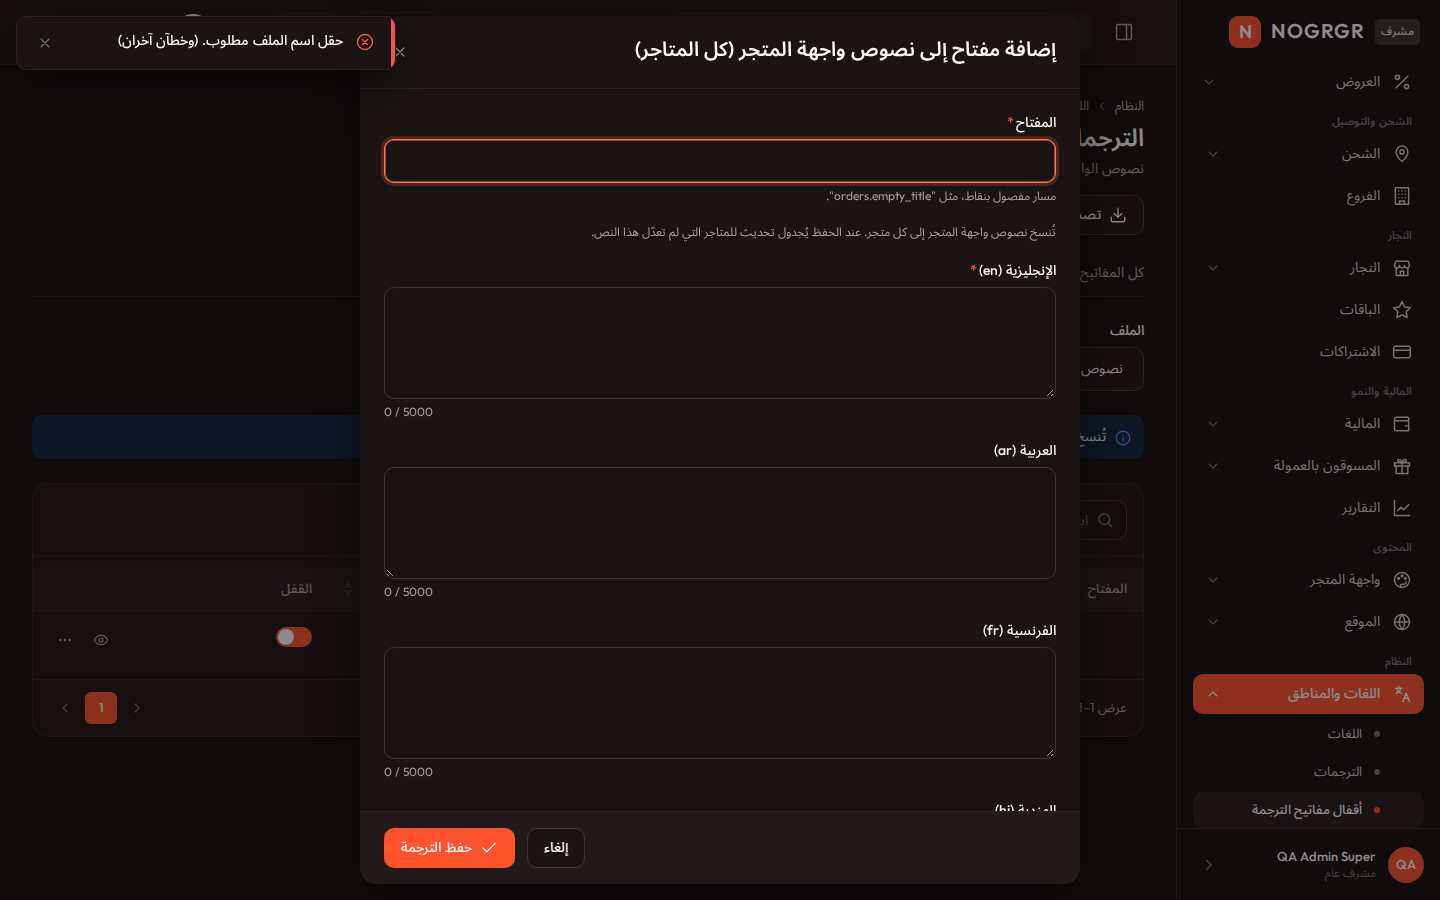 حقل اسم الملف مطلوب. (وخطآن آخران)
مشرف
NOGRGR
N
العروض
الشحن والتوصيل
الشحن
الفروع
التجار
التجار
الباقات
الاشتراكات
المالية والنمو
المالية
المسوقون بالعمولة
التقارير
المحتوى
واجهة المتجر
الموقع
النظام
اللغات والمناطق
اللغات
الترجمات
أقفال مفاتيح الترجمة
QA
QA Admin Super
مشرف عام
النظام
نصوص
كل المفاتيح
الملف
نصوص
المفتاح
القفل
عرض
1
إضافة مفتاح إلى نصوص واجهة المتجر (كل المتاجر)
المفتاح *
مسار مفصول بنقاط، مثل "orders.empty_title".
تُنسخ نصوص واجهة المتجر إلى كل متجر. عند الحفظ يُجدول تحديث للمتاجر التي لم تعدّل هذا النص.
الإنجليزية (en) *
0 / 5000
العربية (ar)
0 / 5000
الفرنسية (fr)
0 / 5000
إلغاء
حفظ الترجمة